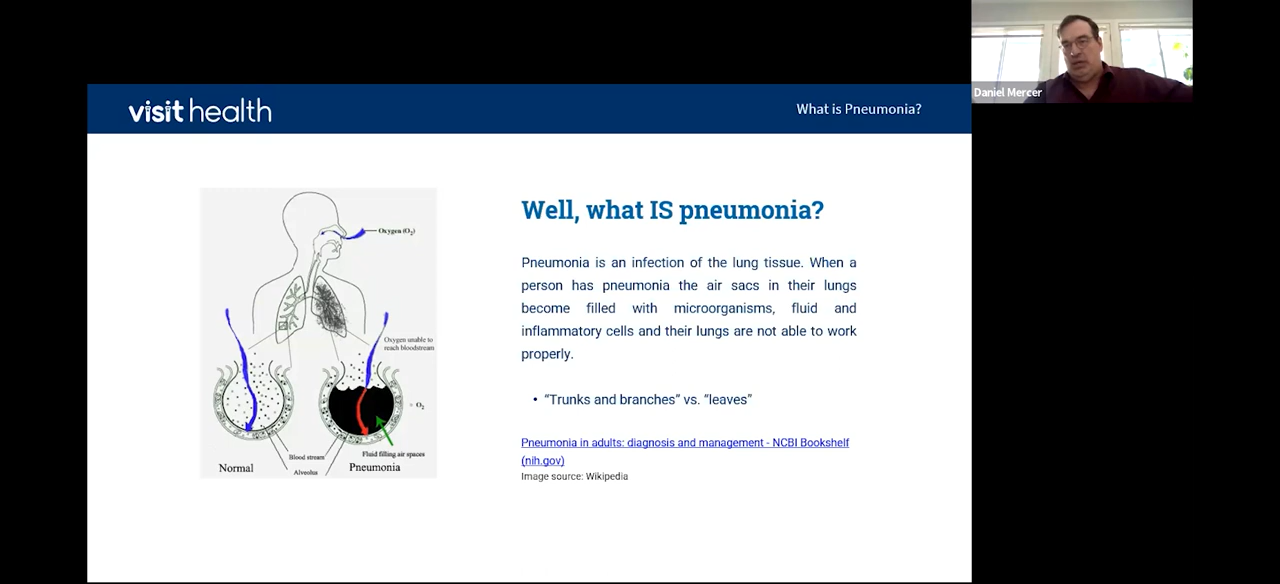 Daniel Mercer
visit health
What is Pneumonia?
Well, what IS pneumonia?
Pneumonia is an infection of the lung tissue. When a
person has pneumonia the air sacs in their lungs
become filled with microorganisms, fluid and
inflammatory cells and their lungs are not able to work
properly.
• “Trunks and branches” vs. “leaves”
Pneumonia in adults: diagnosis and management - NCBI Bookshelf
(nih.gov)
Image source: Wikipedia
Oxygen (O₂)
Oxygen unable to
reach bloodstream
O₂
Blood stream
Fluid filling air spaces
Normal
Alveolus
Pneumonia